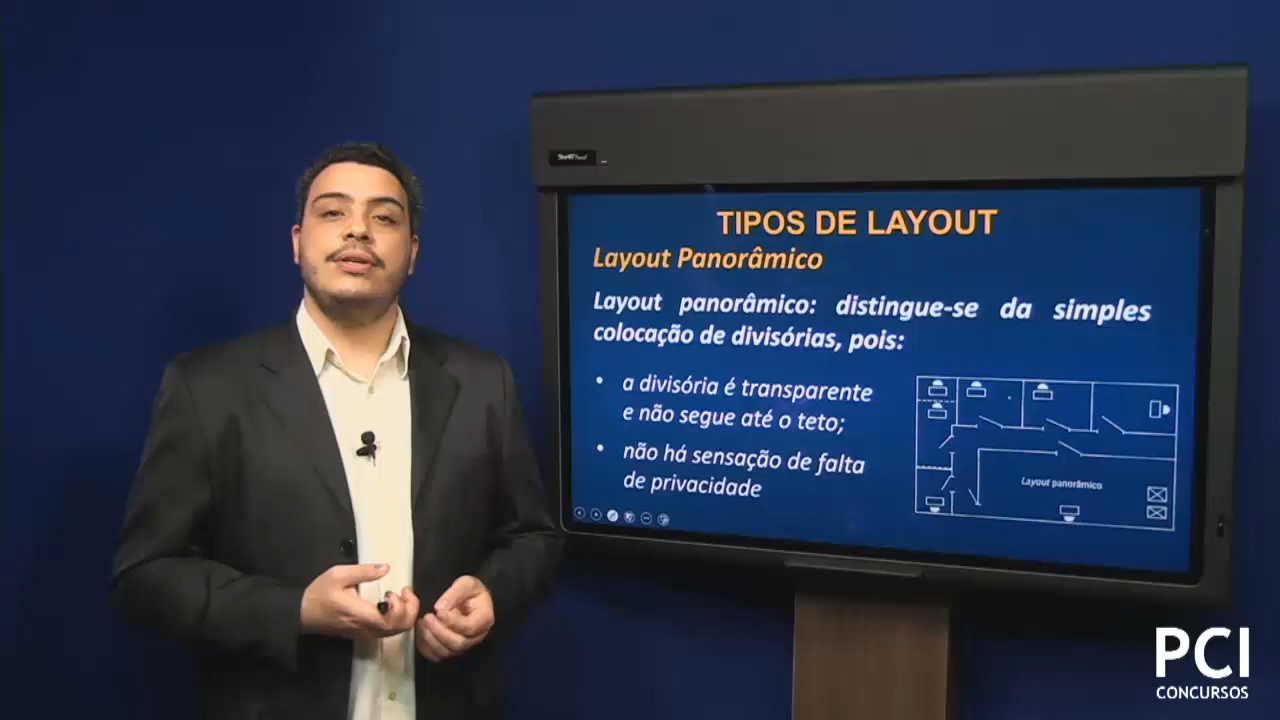 TIPOS DE LAYOUT
Layout Panorâmico
Layout panorâmico: distingue-se da simples
colocação de divisórias, pois:
• a divisória é transparente
e não segue até o teto;
• não há sensação de falta
de privacidade
Layout panorâmico
PCI
CONCURSOS